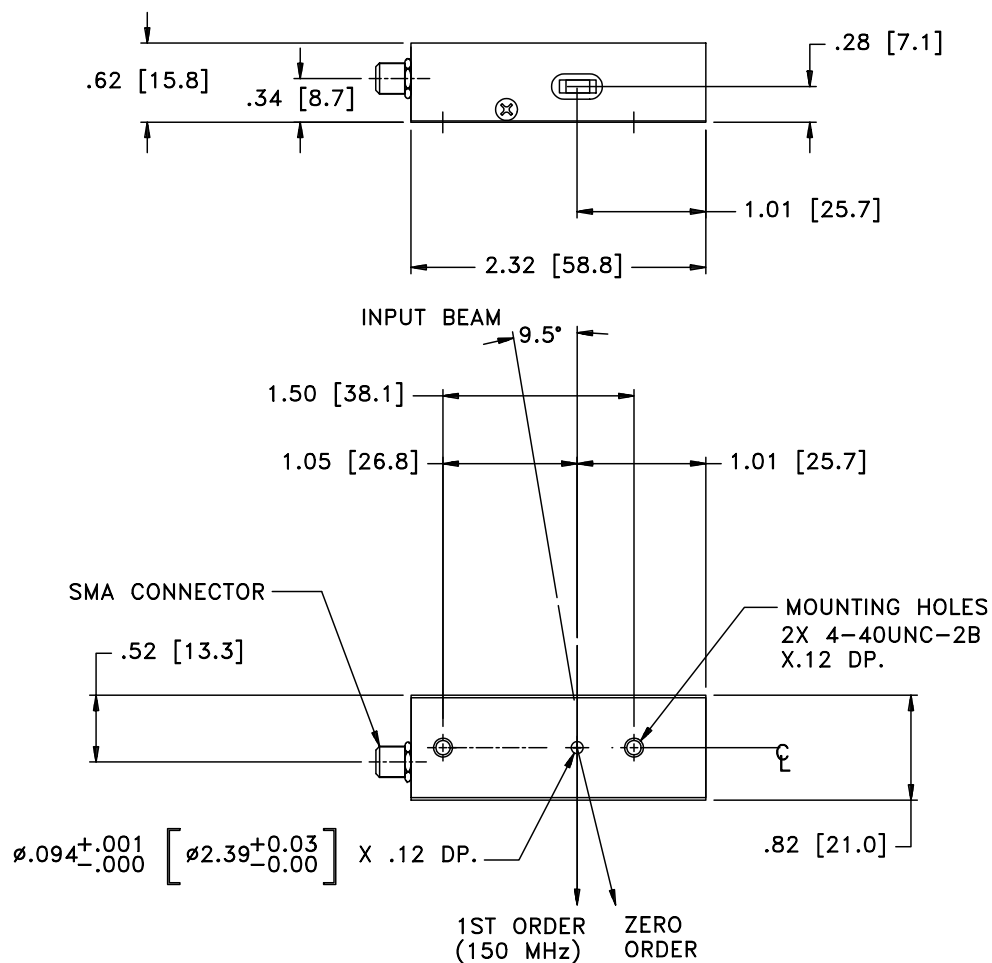 .62 [15.8]
.34 [8.7]
.28 [7.1]
1.01 [25.7]
2.32 [58.8]
INPUT BEAM
9.5°
1.50 [38.1]
1.05 [26.8]
1.01 [25.7]
SMA CONNECTOR
MOUNTING HOLES
2X 4-40UNC-2B
X.12 DP.
.52 [13.3]
CL
ø.094+.001 -.000 [ø2.39+0.03 -0.00] X .12 DP.
.82 [21.0]
1ST ORDER
(150 MHz)
ZERO
ORDER